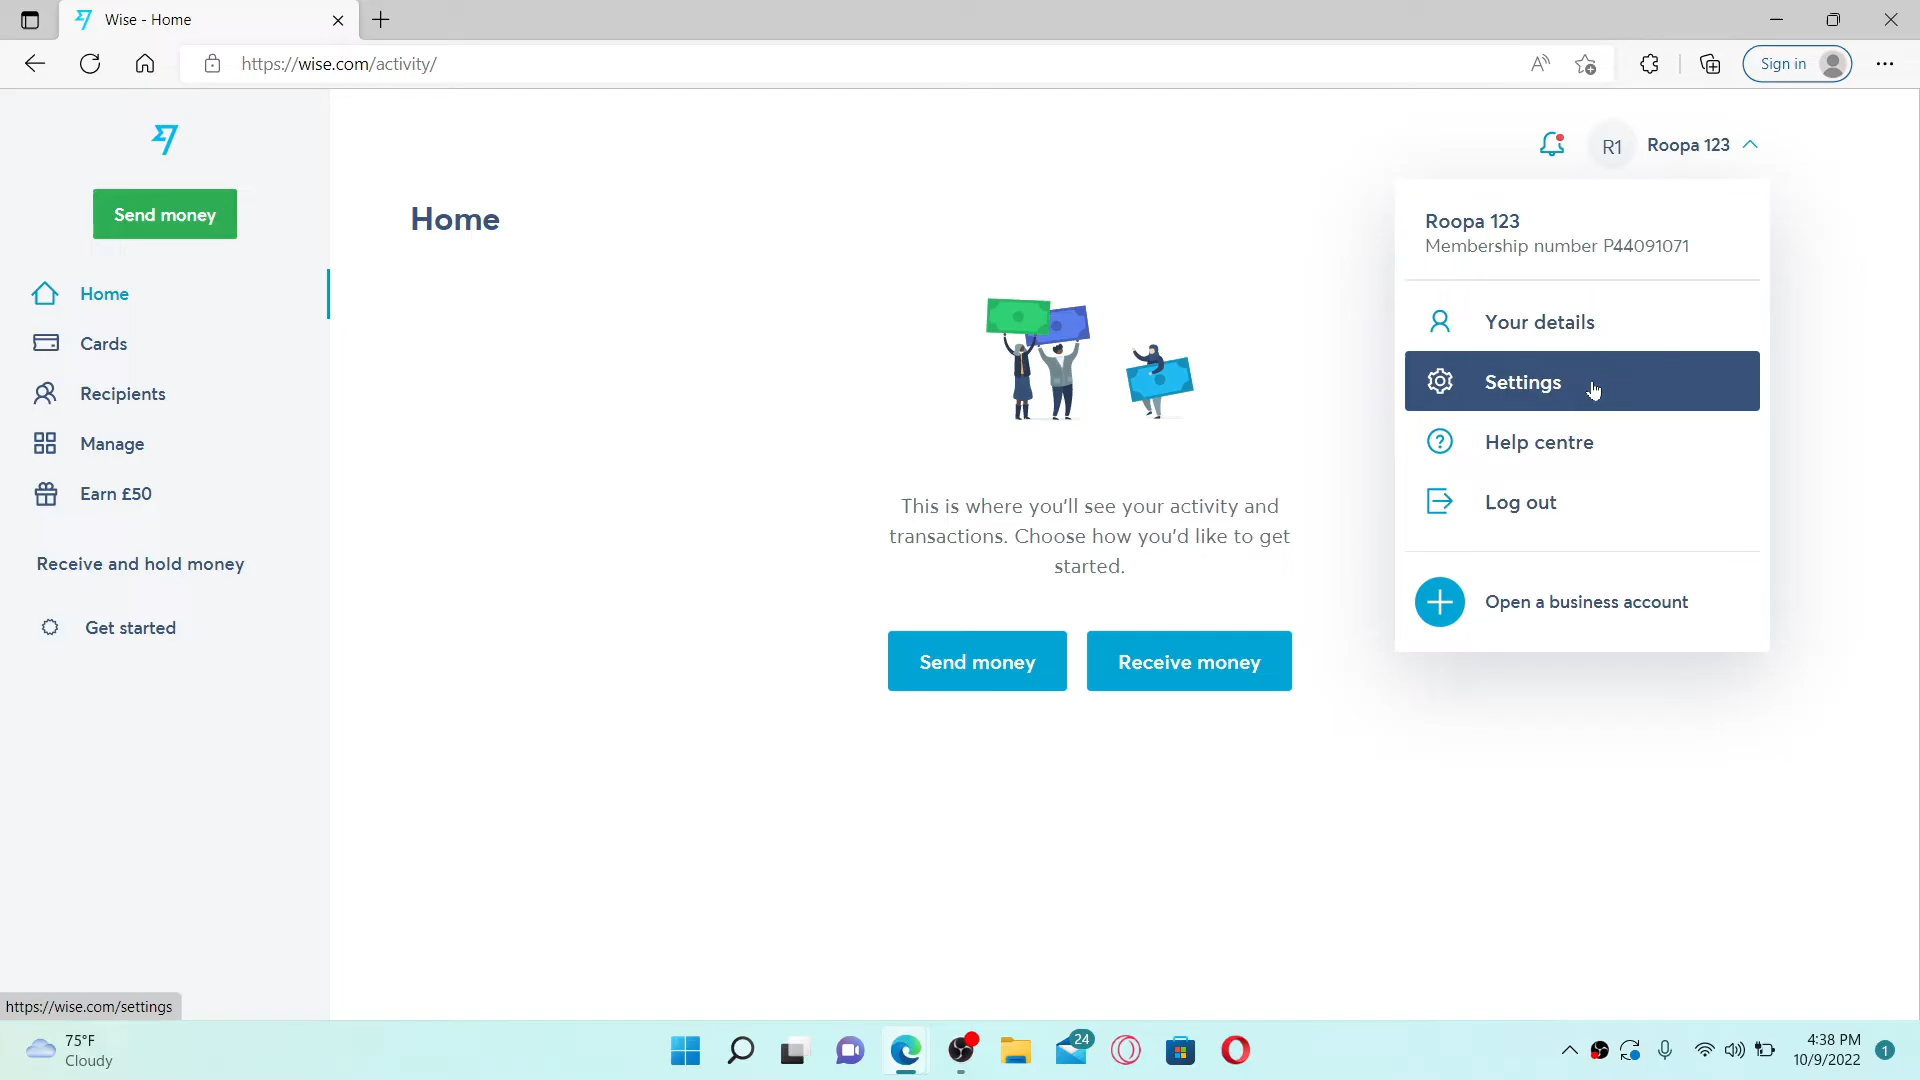 Wise - Home
https://wise.com/activity/
A
Sign in
Send money
Home
Cards
Recipients
Manage
Earn £50
Receive and hold money
Get started
Home
This is where you'll see your activity and
transactions. Choose how you'd like to get
started.
Send money
Receive money
R1
Roopa 123
Roopa 123
Membership number P44091071
Your details
Settings
Help centre
Log out
Open a business account
https://wise.com/settings
75°F
Cloudy
24
4:38 PM
10/9/2022
1